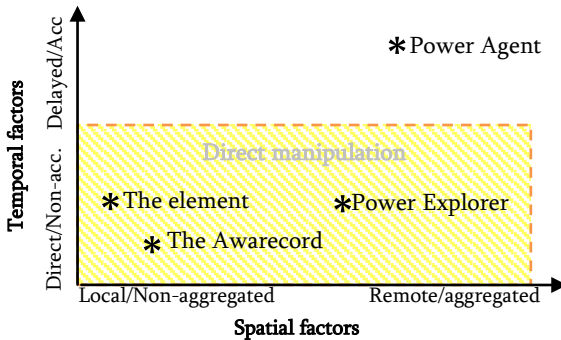 Temporal factors
Delayed/Acc
Direct/Non-acc.
* Power Agent
Direct manipulation
* The element
* Power Explorer
* The Awarecord
Local/Non-aggregated
Remote/aggregated
Spatial factors